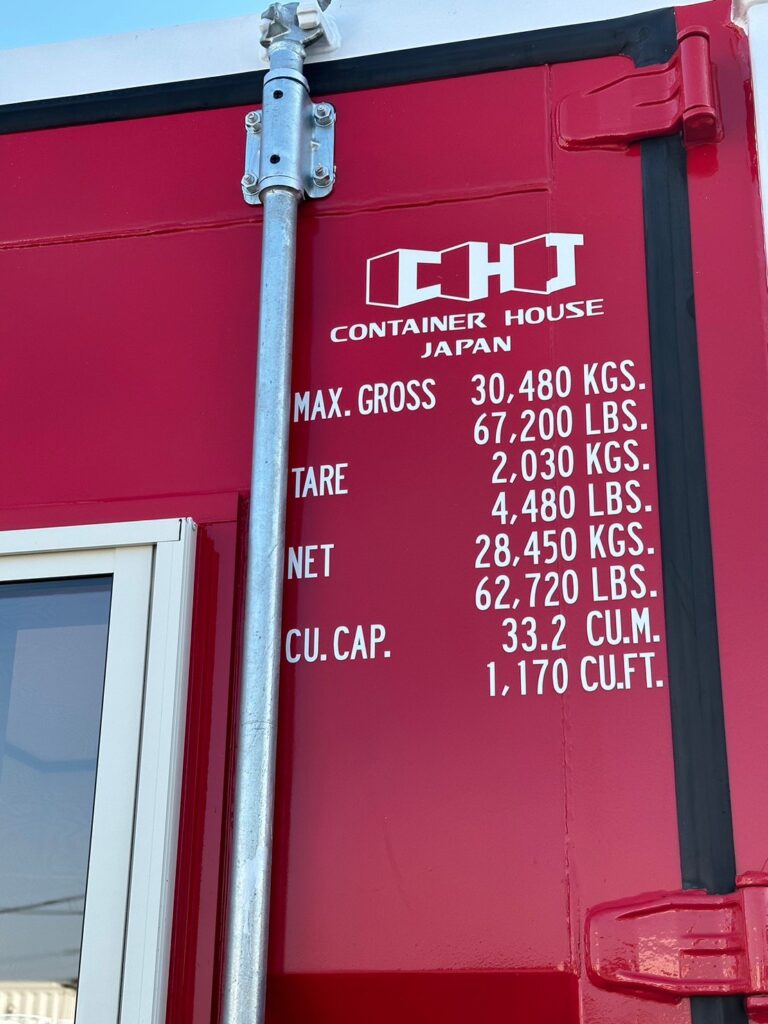 CHJ
CONTAINER HOUSE
JAPAN
MAX. GROSS 30,480 KGS.
67,200 LBS.
TARE 2,030 KGS.
4,480 LBS.
NET 28,450 KGS.
62,720 LBS.
CU. CAP. 33.2 CU.M.
1,170 CU.FT.